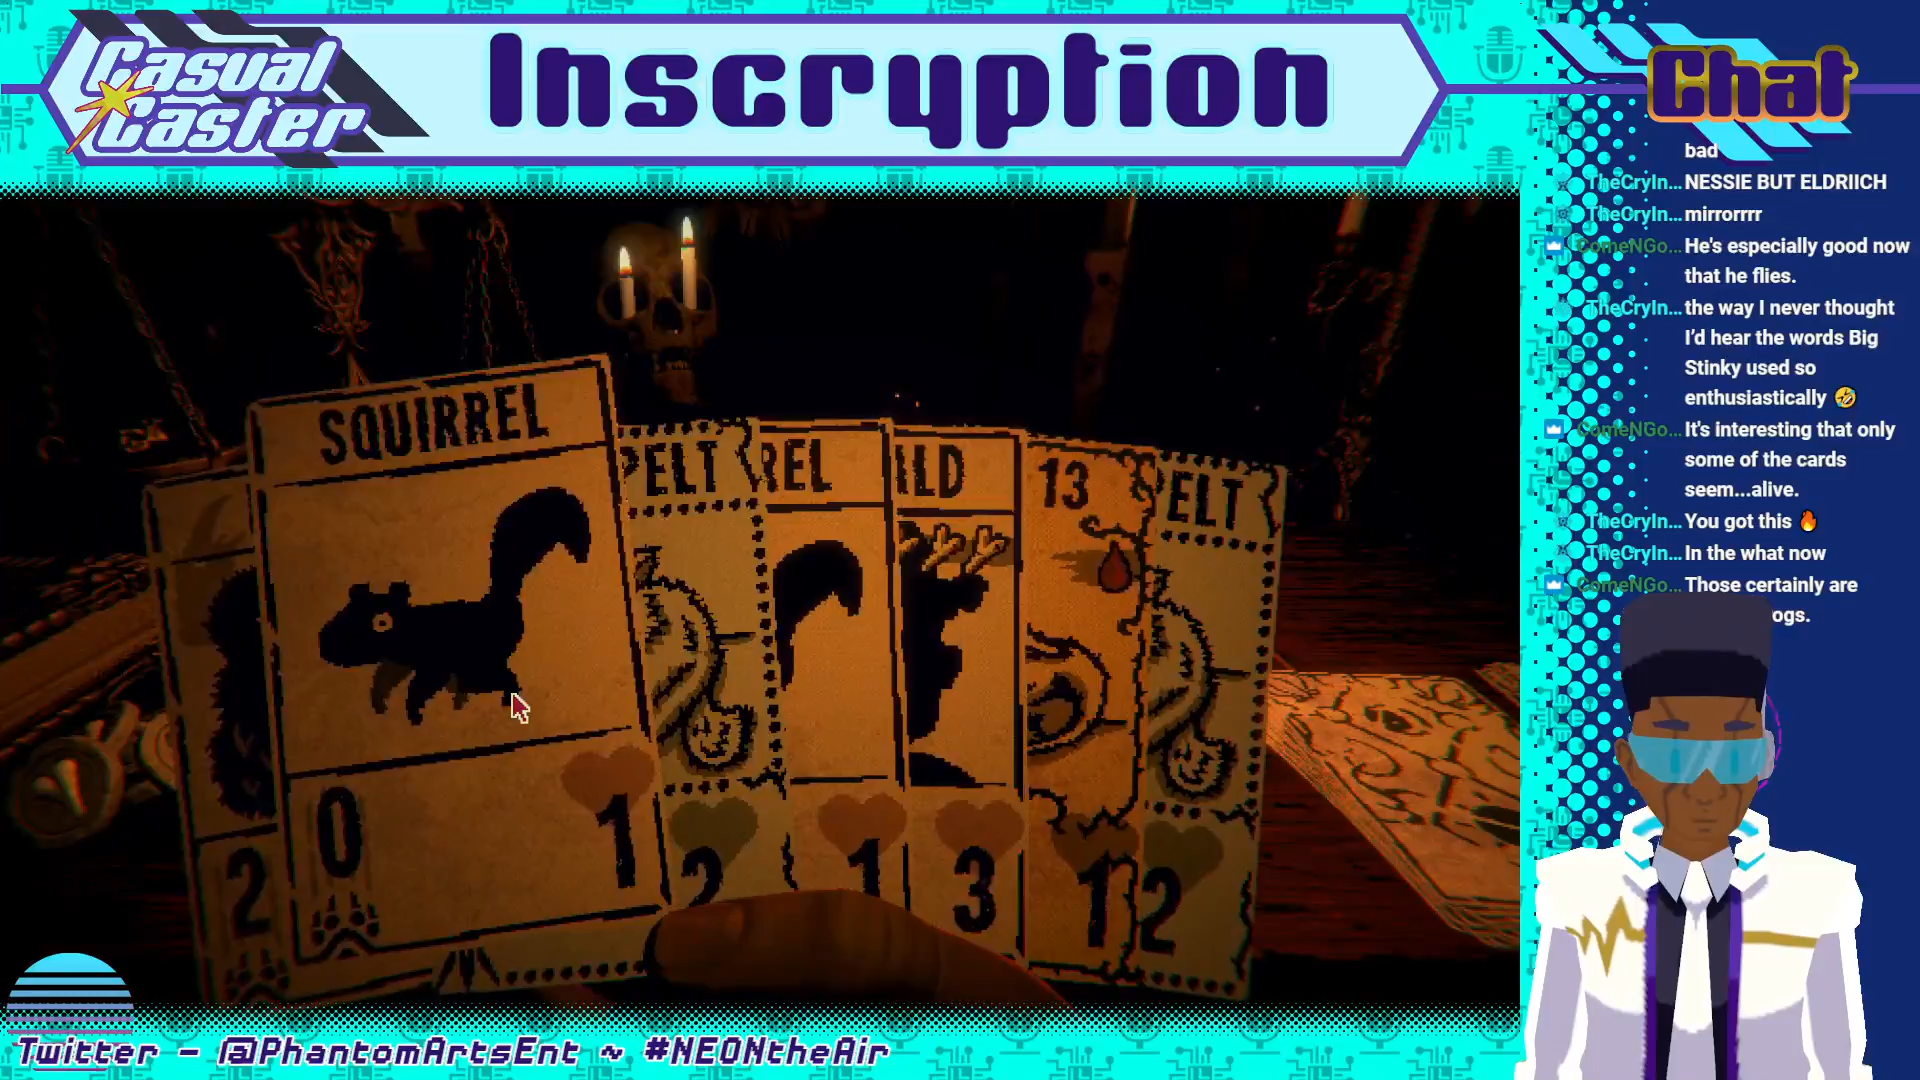 Casual
Caster
Inscryption
Chat
bad
TheCryIn... NESSIE BUT ELDRIICH
TheCryIn... mirrorrrr
ComeNGo... He's especially good now
that he flies.
TheCryIn... the way I never thought
I'd hear the words Big
Stinky used so
enthusiastically 🤣
ComeNGo... It's interesting that only
some of the cards
seem...alive.
TheCryIn... You got this 🔥
TheCryIn... In the what now
ComeNGo... Those certainly are
ogs.
SQUIRREL
PELT
REL
ILD
13
PELT
2
0
1
2
1
3
1
2
Twitter - @PhantomArtsEnt ~ #NEONtheAir